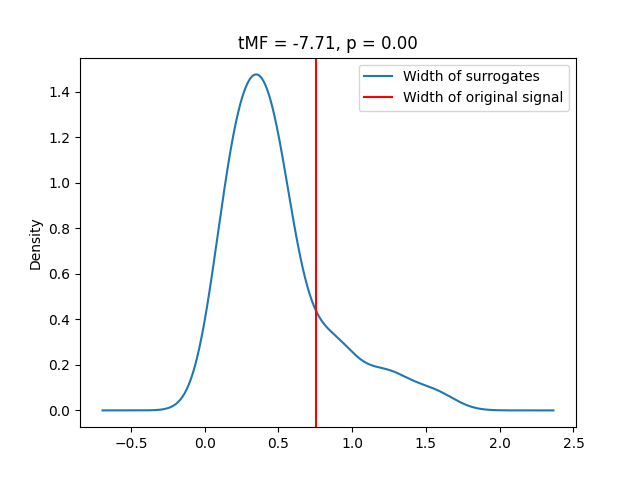 tMF = -7.71, p = 0.00
Width of surrogates
Width of original signal
Density
1.4
1.2
1.0
0.8
0.6
0.4
0.2
0.0
−0.5 0.0 0.5 1.0 1.5 2.0 2.5